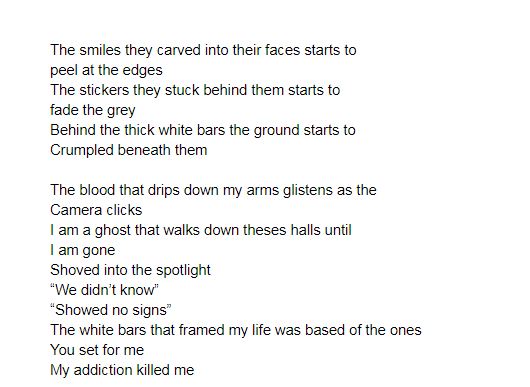 The smiles they carved into their faces starts to
peel at the edges
The stickers they stuck behind them starts to
fade the grey
Behind the thick white bars the ground starts to
Crumpled beneath them

The blood that drips down my arms glistens as the
Camera clicks
I am a ghost that walks down theses halls until
I am gone
Shoved into the spotlight
“We didn’t know”
“Showed no signs”
The white bars that framed my life was based of the ones
You set for me
My addiction killed me